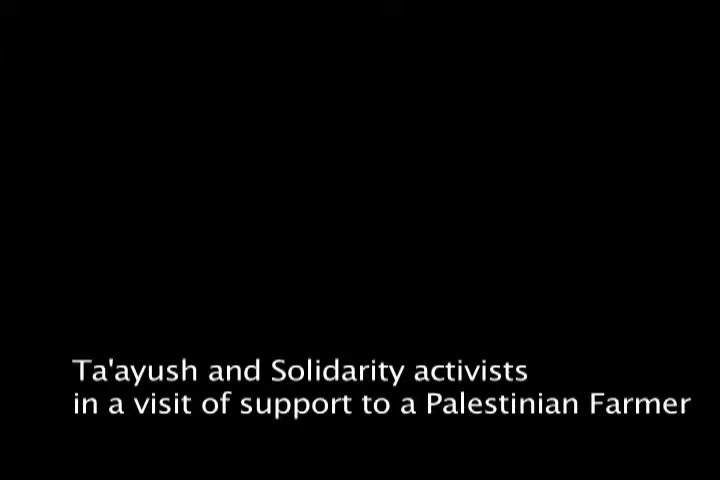 Ta'ayush and Solidarity activists
in a visit of support to a Palestinian Farmer